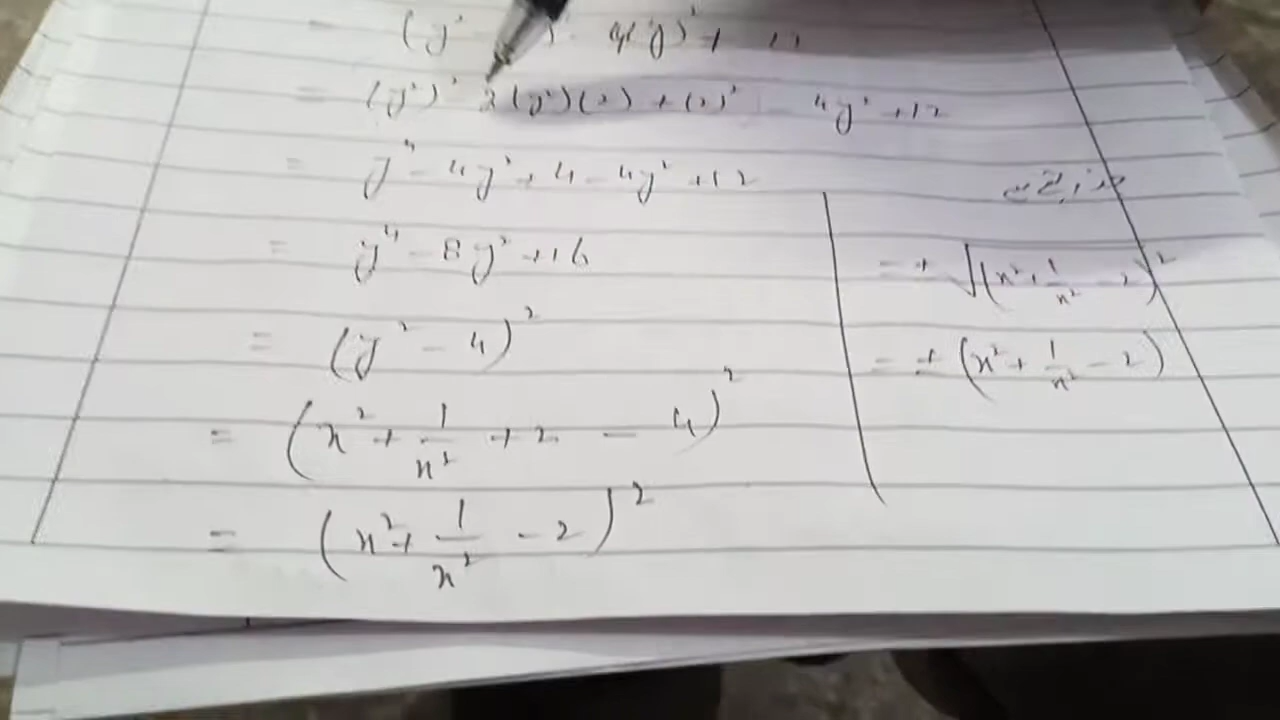 = (y² ) - 4(y)² + 12
= (y²)² 2(y²)(2) + (2)² - 4y² + 12
= y⁴ - 4y² + 4 - 4y² + 12
= y⁴ - 8y² + 16
= (y² - 4)²
= (x² + 1/x² + 2 - 4)²
= (x² + 1/x² - 2)²
= ± √(x² + 1/x² - 2)²
= ± (x² + 1/x² - 2)